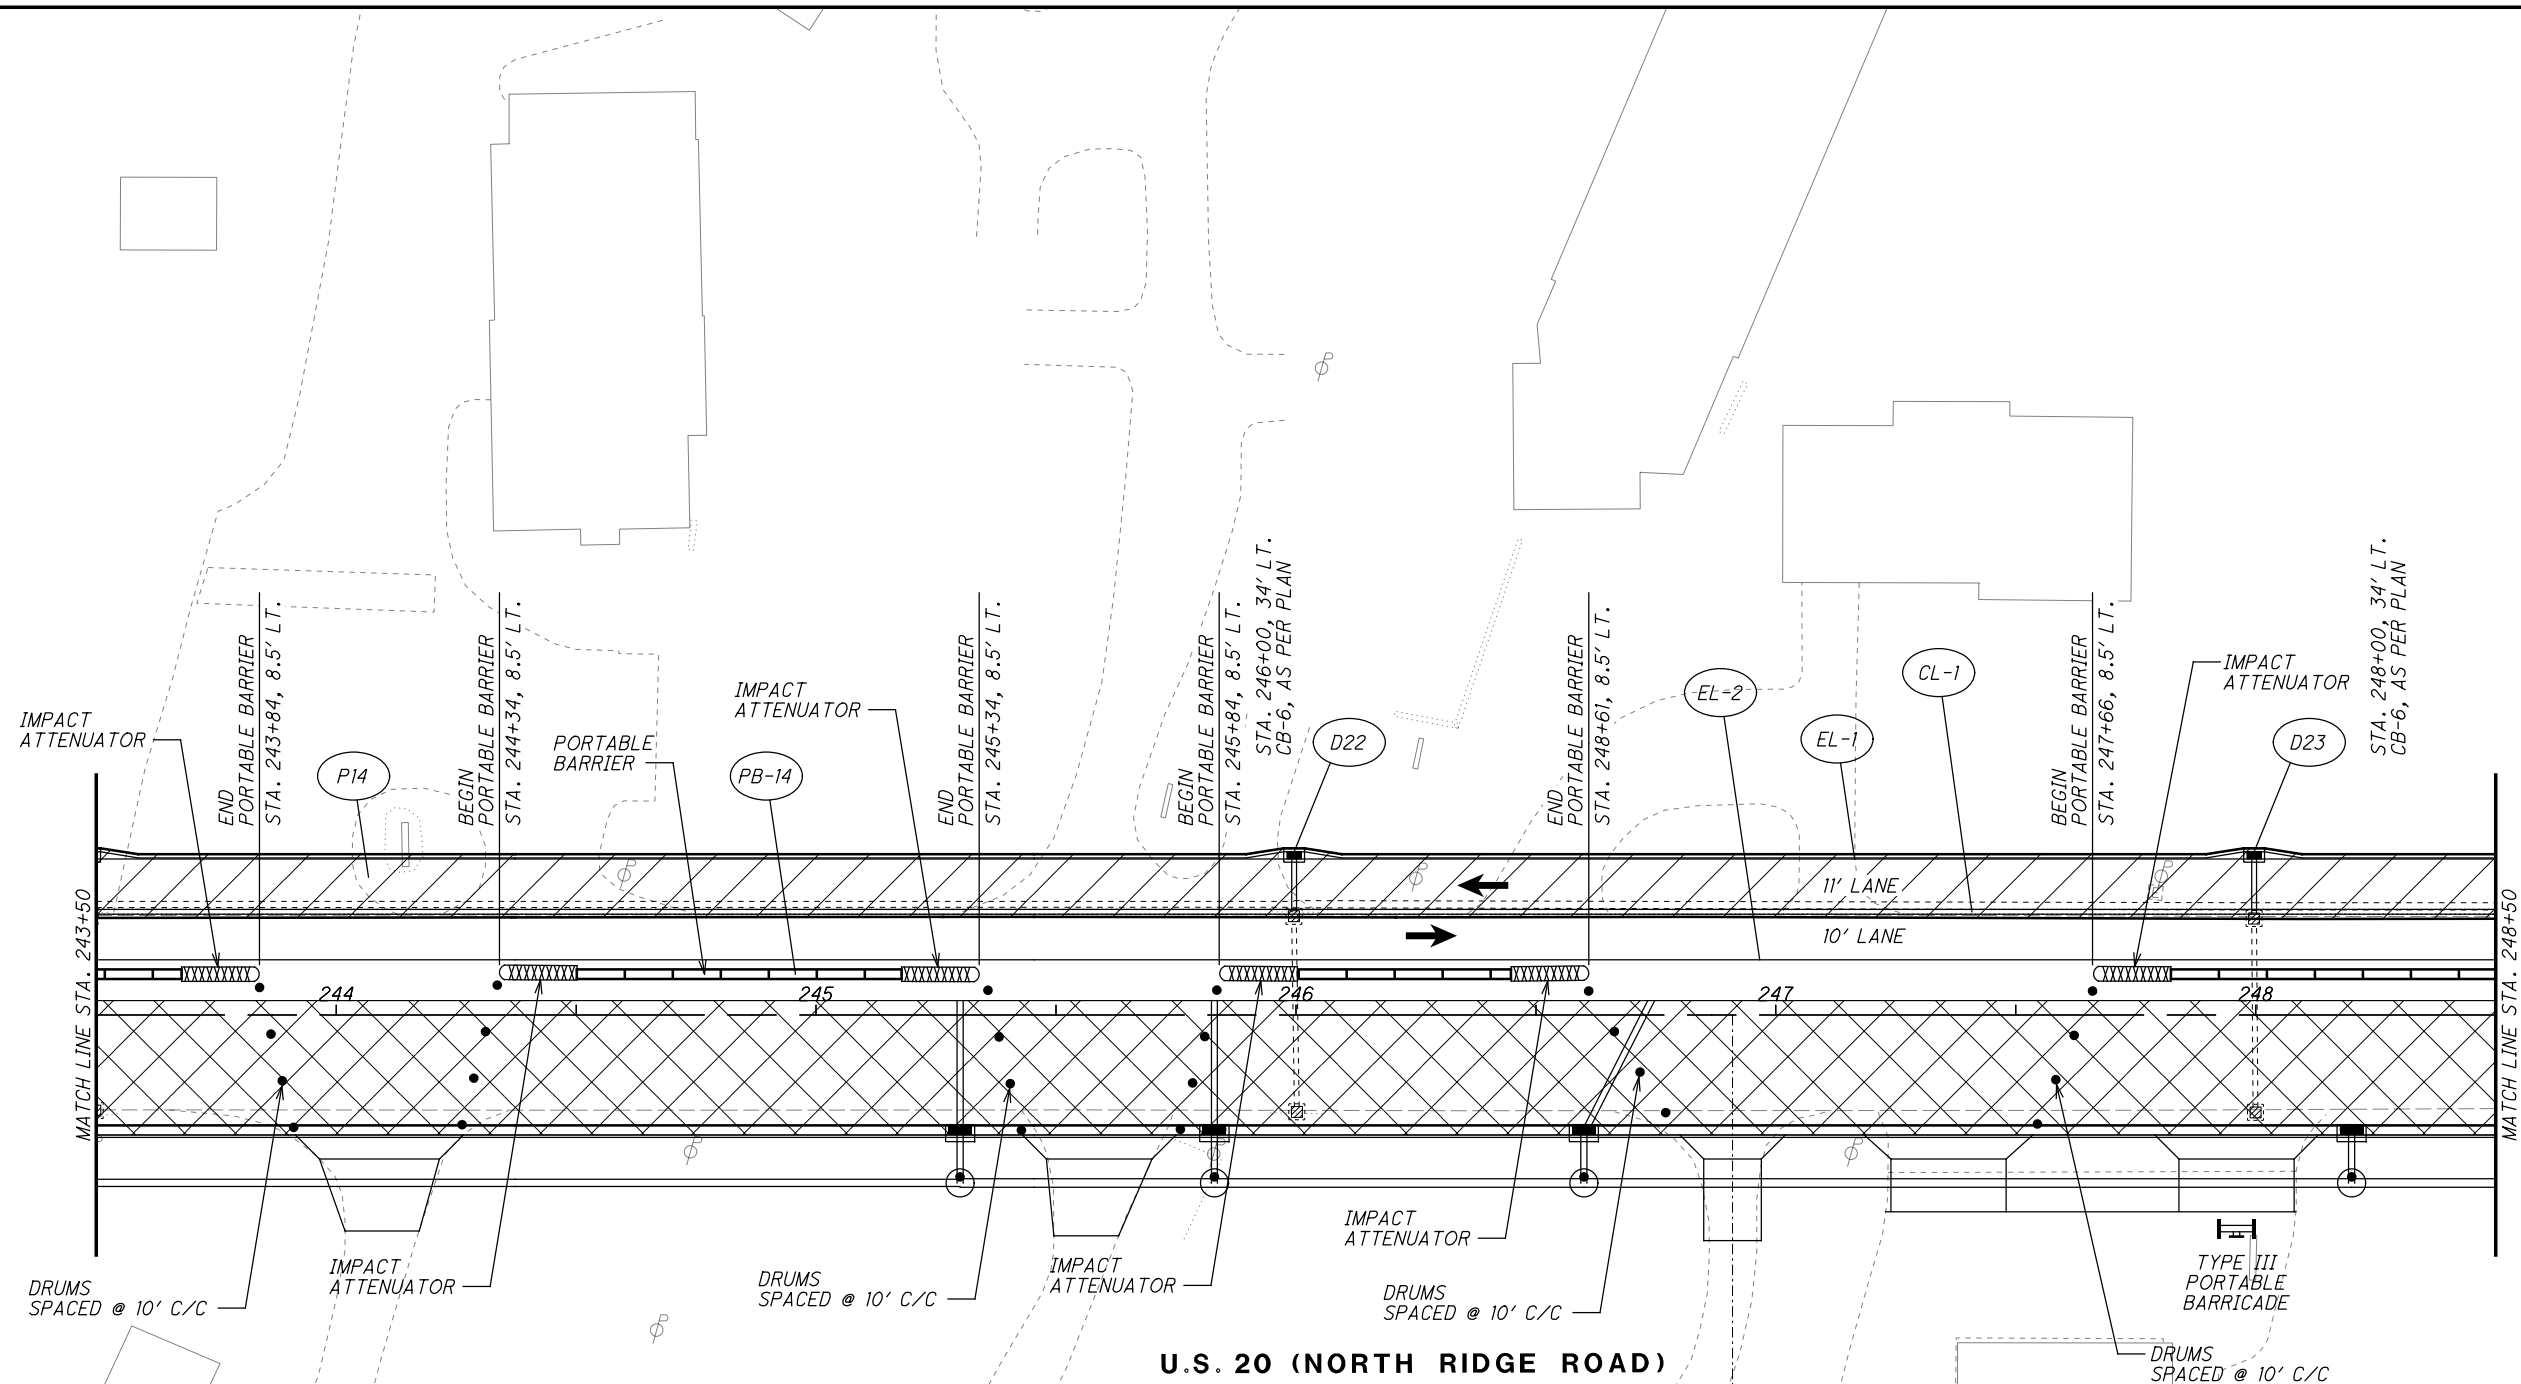 END
PORTABLE BARRIER
STA. 243+84, 8.5' LT.
BEGIN
PORTABLE BARRIER
STA. 244+34, 8.5' LT.
END
PORTABLE BARRIER
STA. 245+34, 8.5' LT.
BEGIN
PORTABLE BARRIER
STA. 245+84, 8.5' LT.
STA. 246+00, 34' LT.
CB-6, AS PER PLAN
END
PORTABLE BARRIER
STA. 248+61, 8.5' LT.
BEGIN
PORTABLE BARRIER
STA. 247+66, 8.5' LT.
STA. 248+00, 34' LT.
CB-6, AS PER PLAN
IMPACT
ATTENUATOR
P14
PORTABLE
BARRIER
IMPACT
ATTENUATOR
PB-14
D22
EL-2
EL-1
CL-1
IMPACT
ATTENUATOR
D23
MATCH LINE STA. 243+50
11' LANE
10' LANE
MATCH LINE STA. 248+50
244
245
246
247
248
DRUMS
SPACED @ 10' C/C
IMPACT
ATTENUATOR
DRUMS
SPACED @ 10' C/C
IMPACT
ATTENUATOR
IMPACT
ATTENUATOR
DRUMS
SPACED @ 10' C/C
TYPE III
PORTABLE
BARRICADE
DRUMS
SPACED @ 10' C/C
U.S. 20 (NORTH RIDGE ROAD)